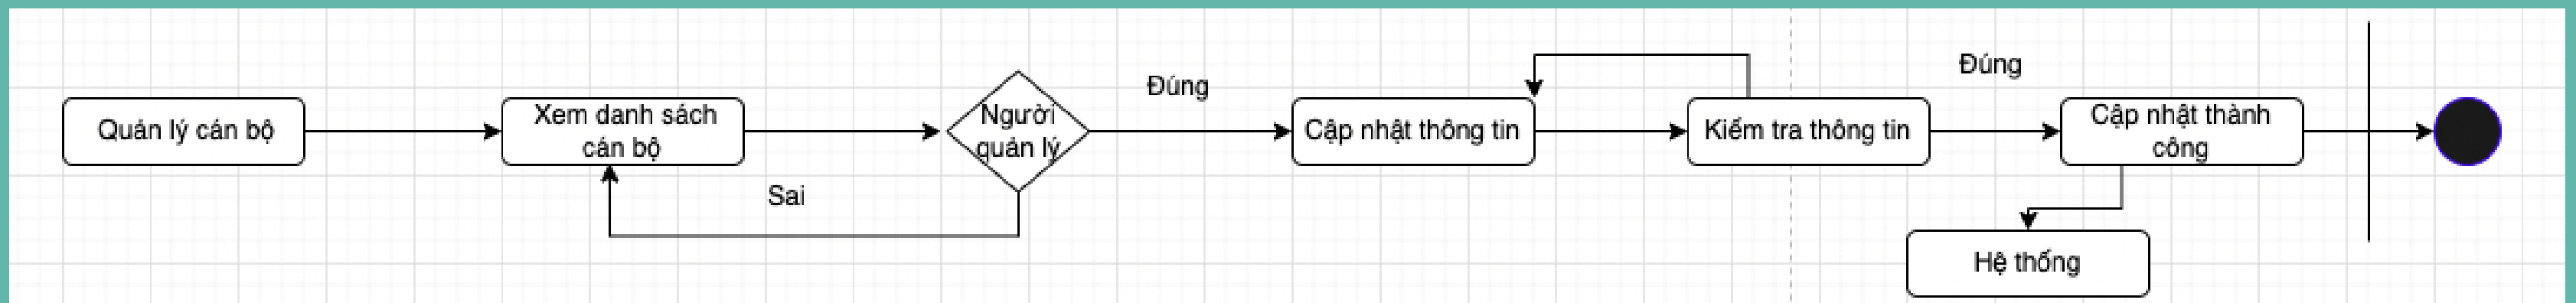 Quản lý cán bộ
Xem danh sách
cán bộ
Sai
Người
quản lý
Đúng
Cập nhật thông tin
Kiểm tra thông tin
Đúng
Cập nhật thành
công
Hệ thống